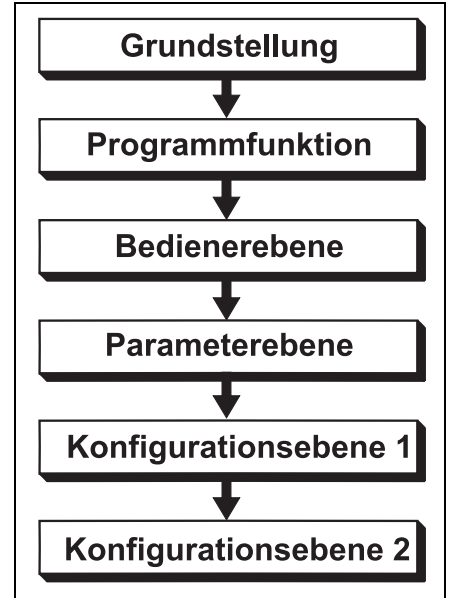 Grundstellung
Programmfunktion
Bedienerebene
Parameterebene
Konfigurationsebene 1
Konfigurationsebene 2